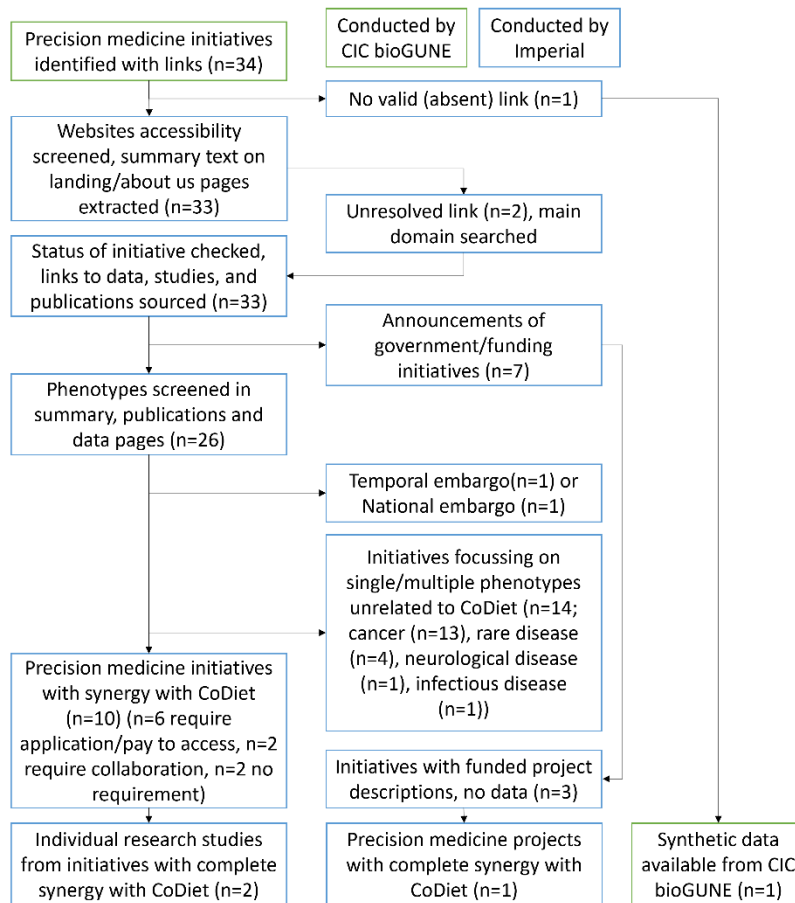 Precision medicine initiatives
identified with links (n=34)
Conducted by
CIC bioGUNE
Conducted by
Imperial
No valid (absent) link (n=1)
Websites accessibility
screened, summary text on
landing/about us pages
extracted (n=33)
Unresolved link (n=2), main
domain searched
Status of initiative checked,
links to data, studies, and
publications sourced (n=33)
Announcements of
government/funding
initiatives (n=7)
Phenotypes screened in
summary, publications and
data pages (n=26)
Temporal embargo(n=1) or
National embargo (n=1)
Initiatives focussing on
single/multiple phenotypes
unrelated to CoDiet (n=14;
cancer (n=13), rare disease
(n=4), neurological disease
(n=1), infectious disease
(n=1))
Precision medicine initiatives
with synergy with CoDiet
(n=10) (n=6 require
application/pay to access, n=2
require collaboration, n=2 no
requirement)
Initiatives with funded project
descriptions, no data (n=3)
Individual research studies
from initiatives with complete
synergy with CoDiet (n=2)
Precision medicine projects
with complete synergy with
CoDiet (n=1)
Synthetic data
available from CIC
bioGUNE (n=1)